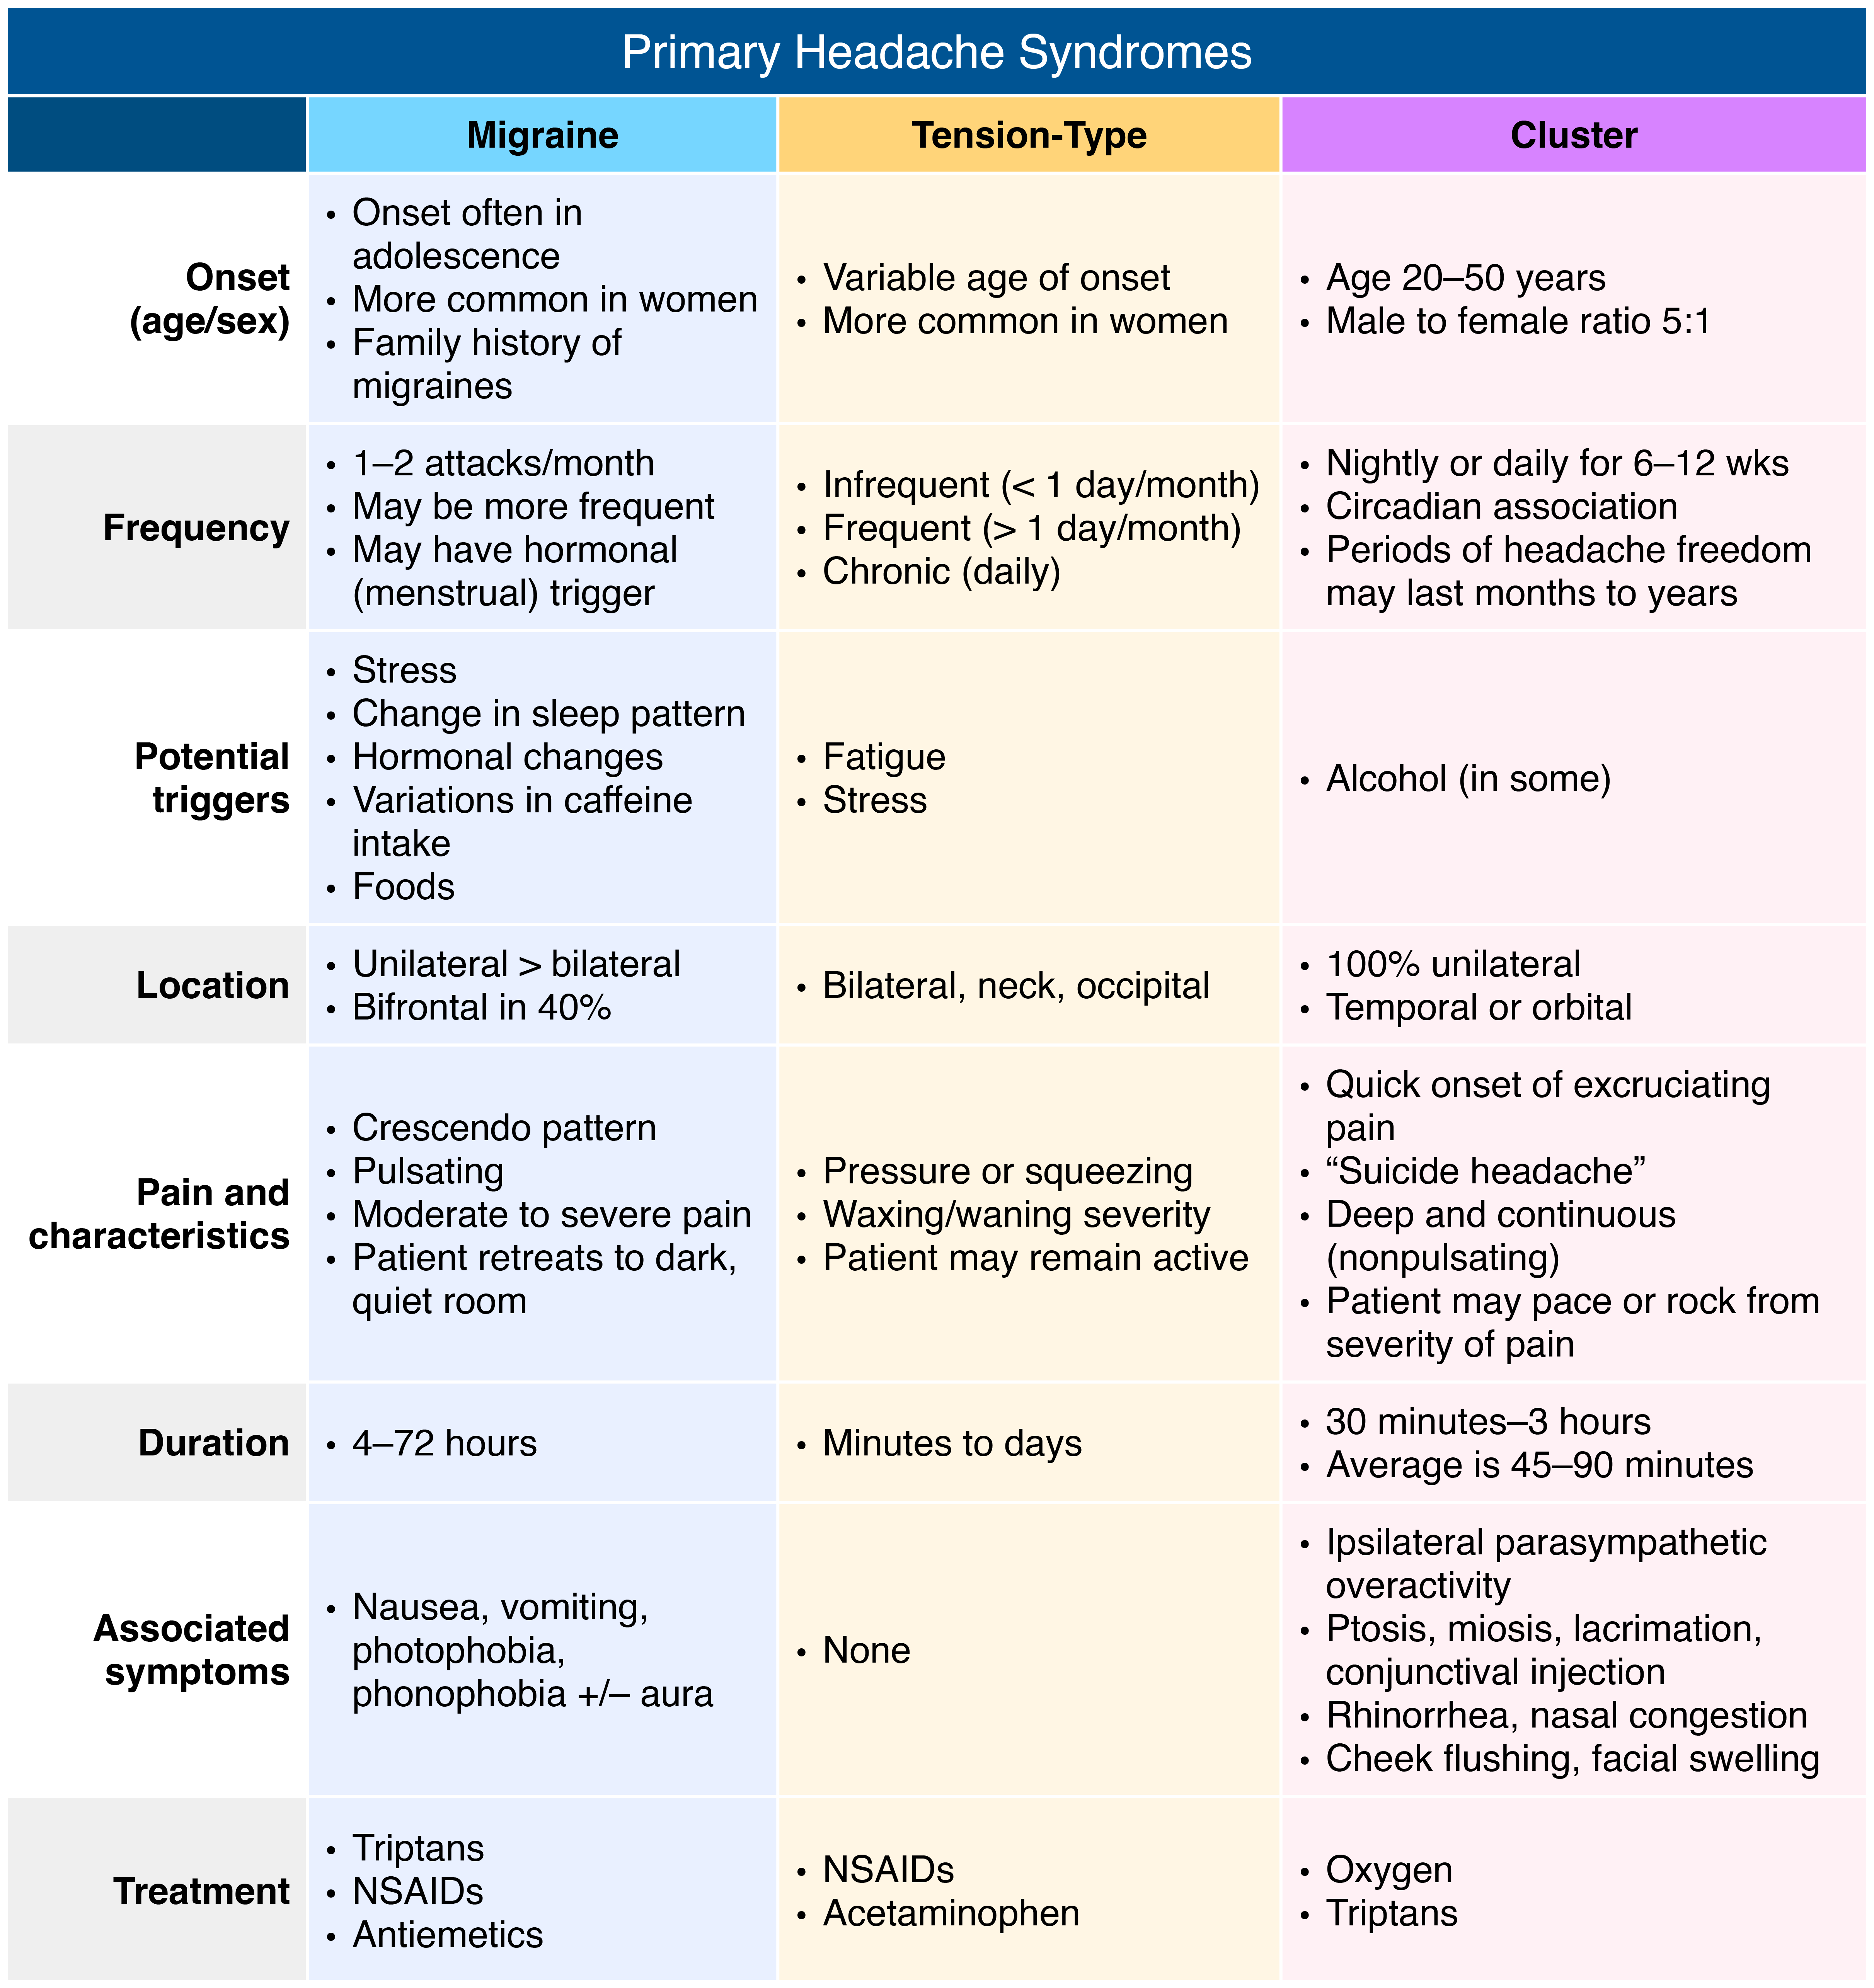 Primary Headache Syndromes
Migraine
Tension-Type
Cluster
Onset
(age/sex)
• Onset often in
adolescence
• More common in women
• Family history of
migraines
• Variable age of onset
• More common in women
• Age 20–50 years
• Male to female ratio 5:1
Frequency
• 1–2 attacks/month
• May be more frequent
• May have hormonal
(menstrual) trigger
• Infrequent (< 1 day/month)
• Frequent (> 1 day/month)
• Chronic (daily)
• Nightly or daily for 6–12 wks
• Circadian association
• Periods of headache freedom
may last months to years
Potential
triggers
• Stress
• Change in sleep pattern
• Hormonal changes
• Variations in caffeine
intake
• Foods
• Fatigue
• Stress
• Alcohol (in some)
Location
• Unilateral > bilateral
• Bifrontal in 40%
• Bilateral, neck, occipital
• 100% unilateral
• Temporal or orbital
Pain and
characteristics
• Crescendo pattern
• Pulsating
• Moderate to severe pain
• Patient retreats to dark,
quiet room
• Pressure or squeezing
• Waxing/waning severity
• Patient may remain active
• Quick onset of excruciating
pain
• “Suicide headache”
• Deep and continuous
(nonpulsating)
• Patient may pace or rock from
severity of pain
Duration
• 4–72 hours
• Minutes to days
• 30 minutes–3 hours
• Average is 45–90 minutes
Associated
symptoms
• Nausea, vomiting,
photophobia,
phonophobia +/– aura
• None
• Ipsilateral parasympathetic
overactivity
• Ptosis, miosis, lacrimation,
conjunctival injection
• Rhinorrhea, nasal congestion
• Cheek flushing, facial swelling
Treatment
• Triptans
• NSAIDs
• Antiemetics
• NSAIDs
• Acetaminophen
• Oxygen
• Triptans